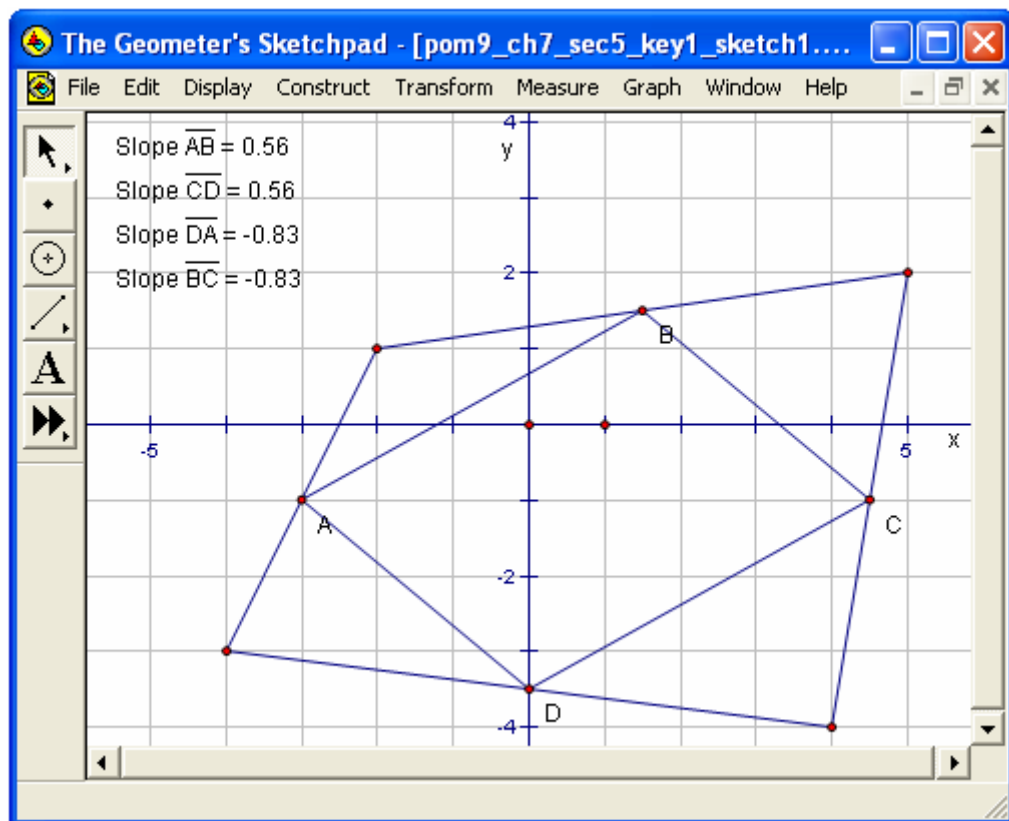 The Geometer's Sketchpad - [pom9_ch7_sec5_key1_sketch1....
File Edit Display Construct Transform Measure Graph Window Help
A
Slope AB = 0.56
Slope CD = 0.56
Slope DA = -0.83
Slope BC = -0.83
4
y
2
B
-5
5
x
A
C
-2
D
-4